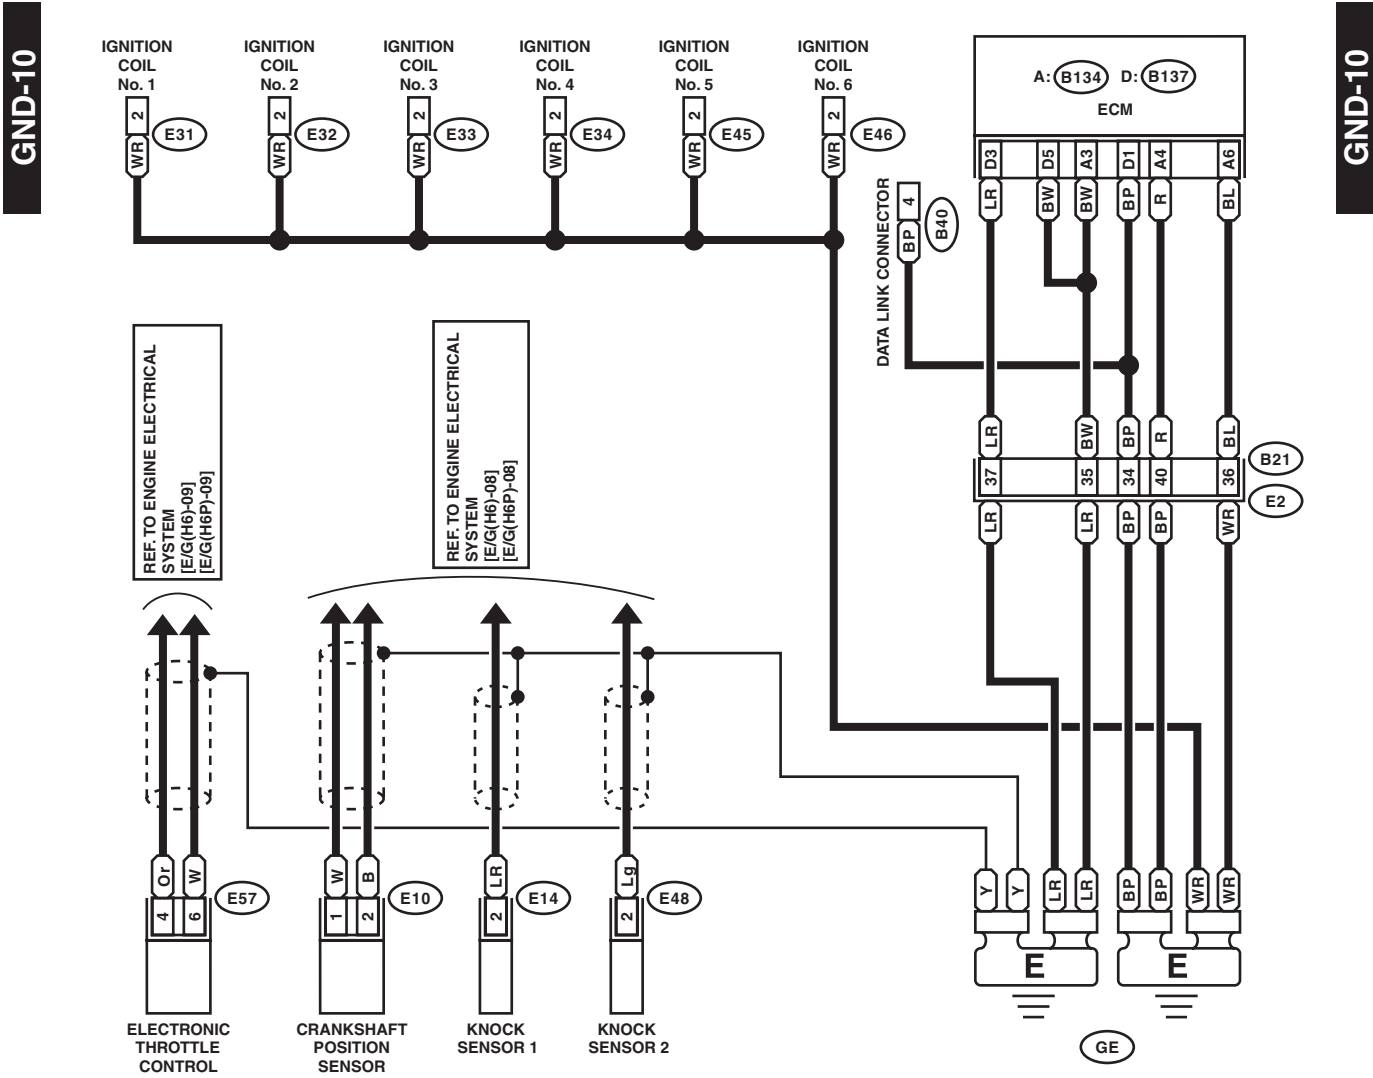 GND-10
GND-10
IGNITION
COIL
No. 1
IGNITION
COIL
No. 2
IGNITION
COIL
No. 3
IGNITION
COIL
No. 4
IGNITION
COIL
No. 5
IGNITION
COIL
No. 6
2
WR
E31
2
WR
E32
2
WR
E33
2
WR
E34
2
WR
E45
2
WR
E46
A: B134 D: B137
ECM
D3
D5
A3
D1
A4
A6
LR
BW
BW
BP
R
BL
DATA LINK CONNECTOR
4
BP
B40
LR
BW
BP
R
BL
37
35
34
40
36
B21
E2
LR
LR
BP
BP
WR
REF. TO ENGINE ELECTRICAL
SYSTEM
[E/G(H6)-09]
[E/G(H6P)-09]
REF. TO ENGINE ELECTRICAL
SYSTEM
[E/G(H6)-08]
[E/G(H6P)-08]
Or
W
4
6
E57
W
B
1
2
E10
LR
2
E14
Lg
2
E48
Y
Y
LR
LR
BP
BP
WR
WR
E
E
GE
ELECTRONIC
THROTTLE
CONTROL
CRANKSHAFT
POSITION
SENSOR
KNOCK
SENSOR 1
KNOCK
SENSOR 2